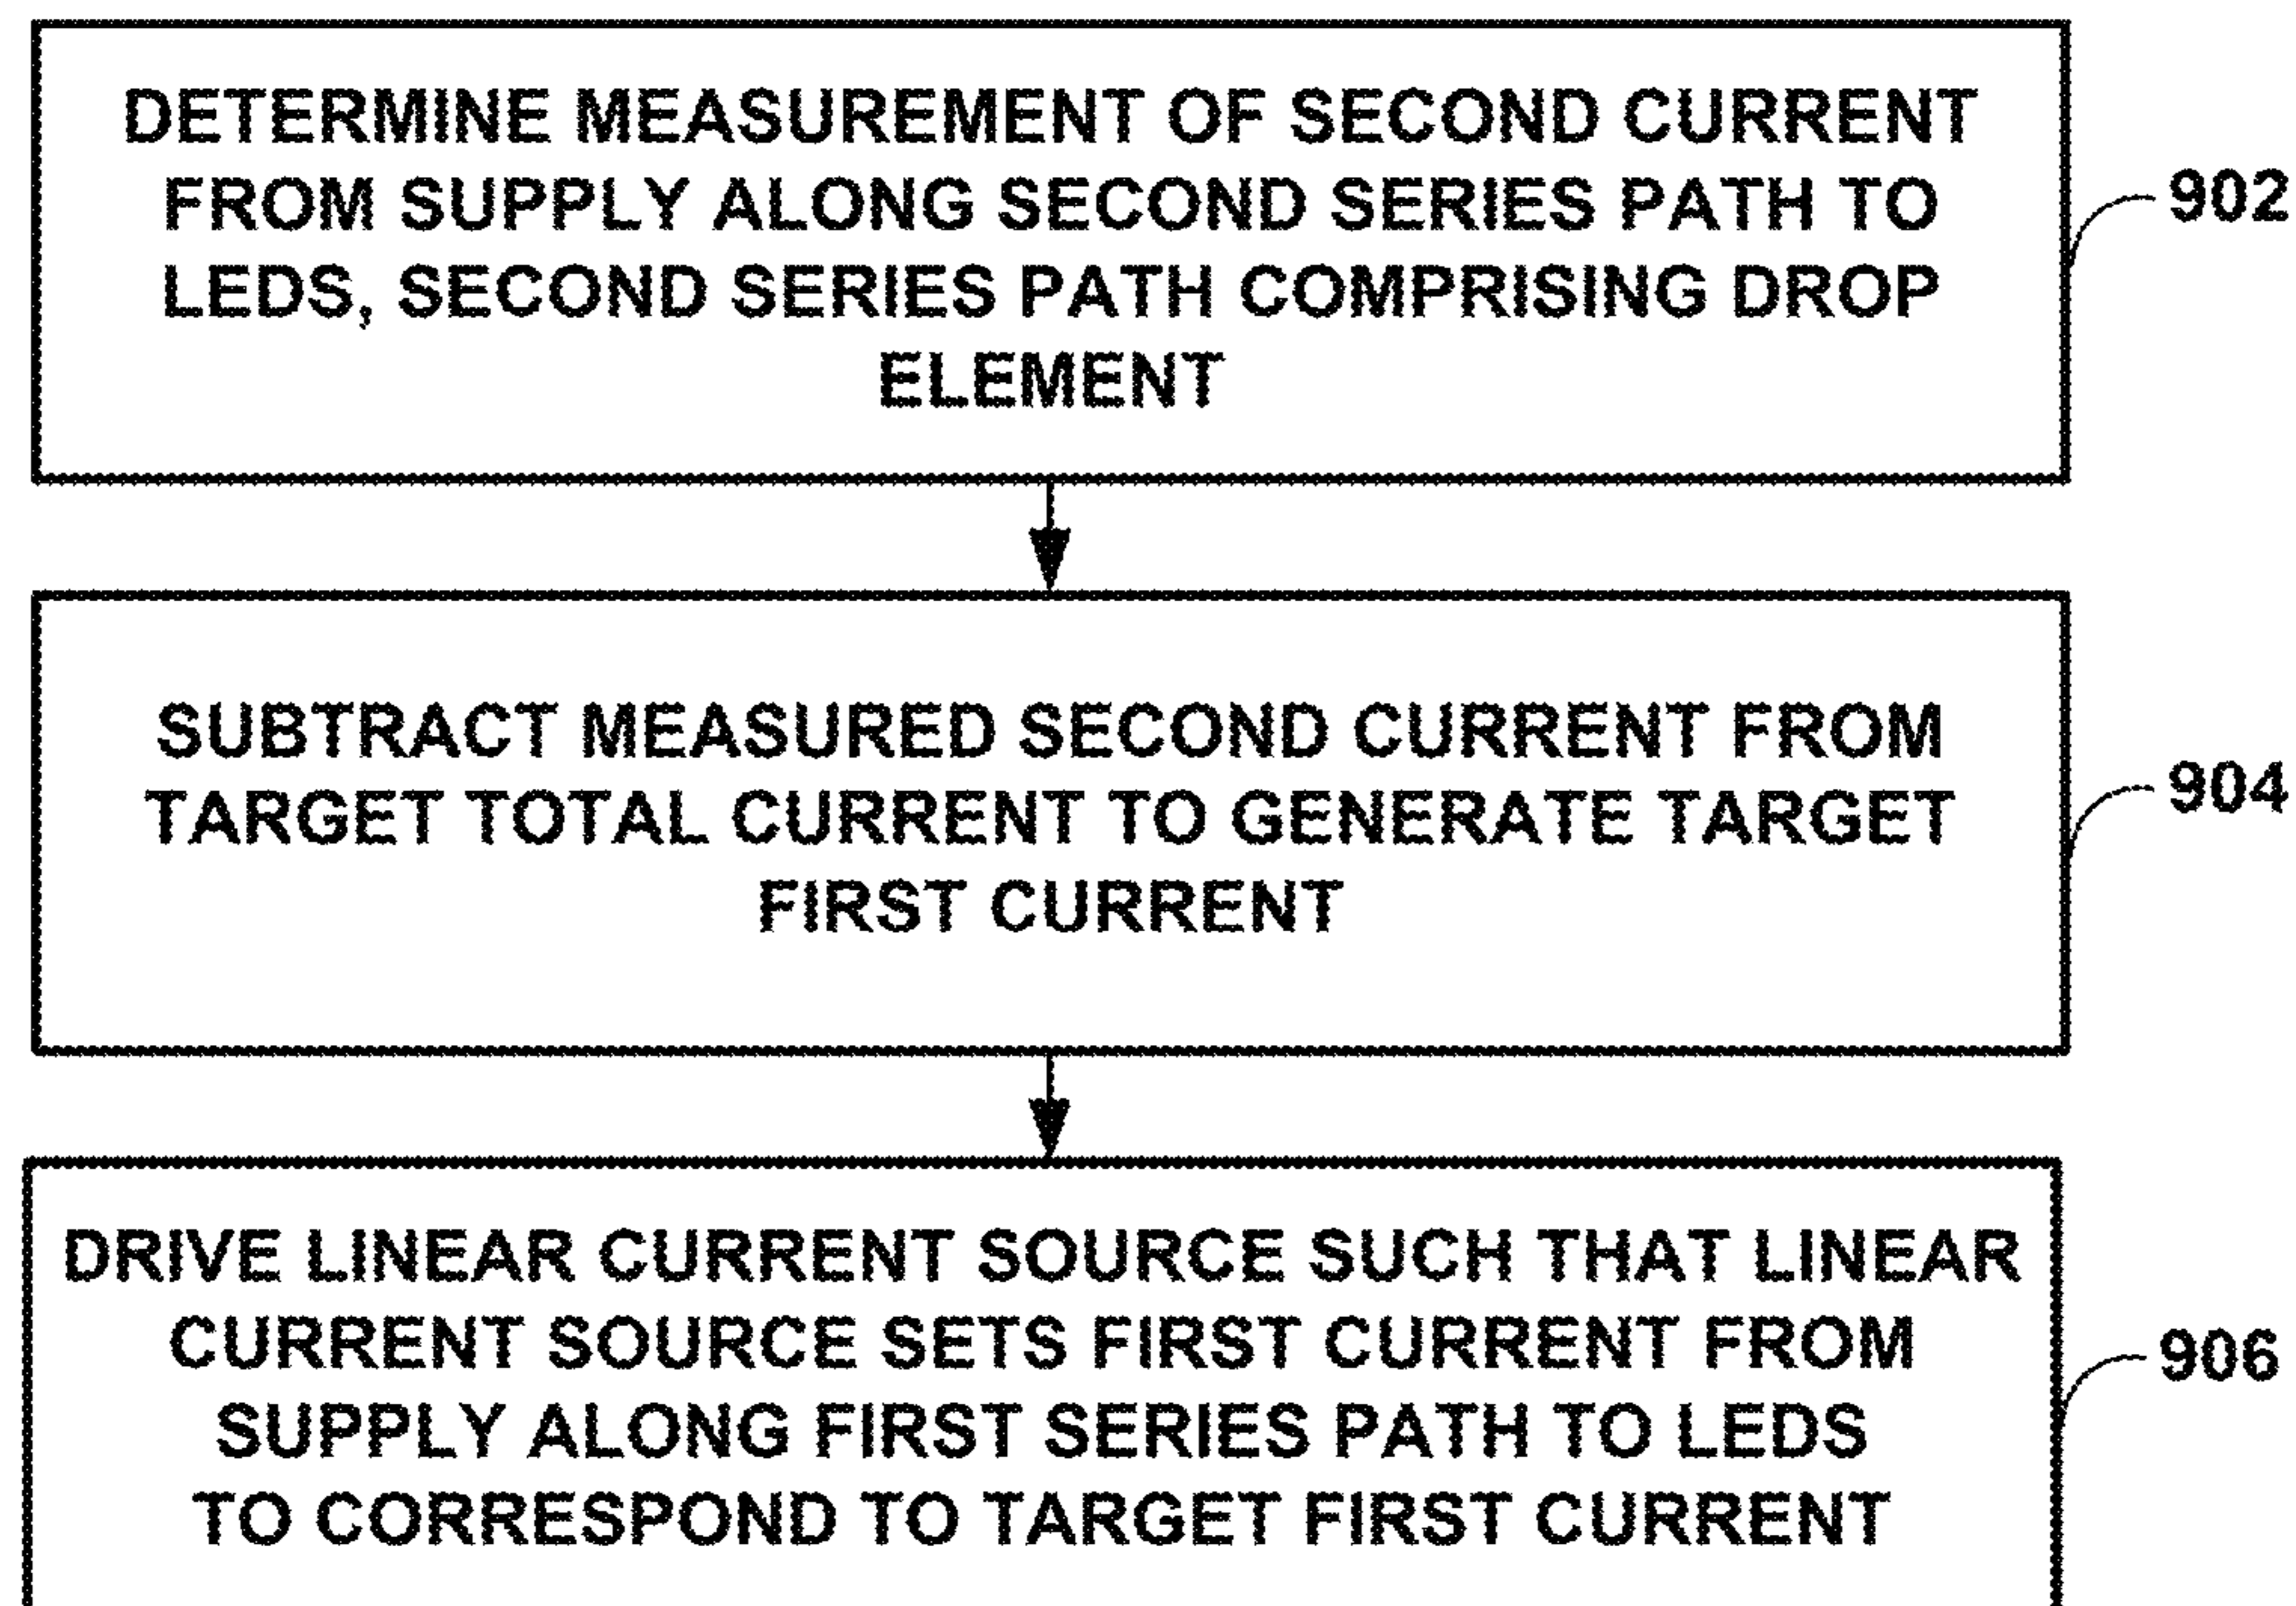 DETERMINE MEASUREMENT OF SECOND CURRENT
FROM SUPPLY ALONG SECOND SERIES PATH TO
LEDS, SECOND SERIES PATH COMPRISING DROP
ELEMENT
902
SUBTRACT MEASURED SECOND CURRENT FROM
TARGET TOTAL CURRENT TO GENERATE TARGET
FIRST CURRENT
904
DRIVE LINEAR CURRENT SOURCE SUCH THAT LINEAR
CURRENT SOURCE SETS FIRST CURRENT FROM
SUPPLY ALONG FIRST SERIES PATH TO LEDS
TO CORRESPOND TO TARGET FIRST CURRENT
906